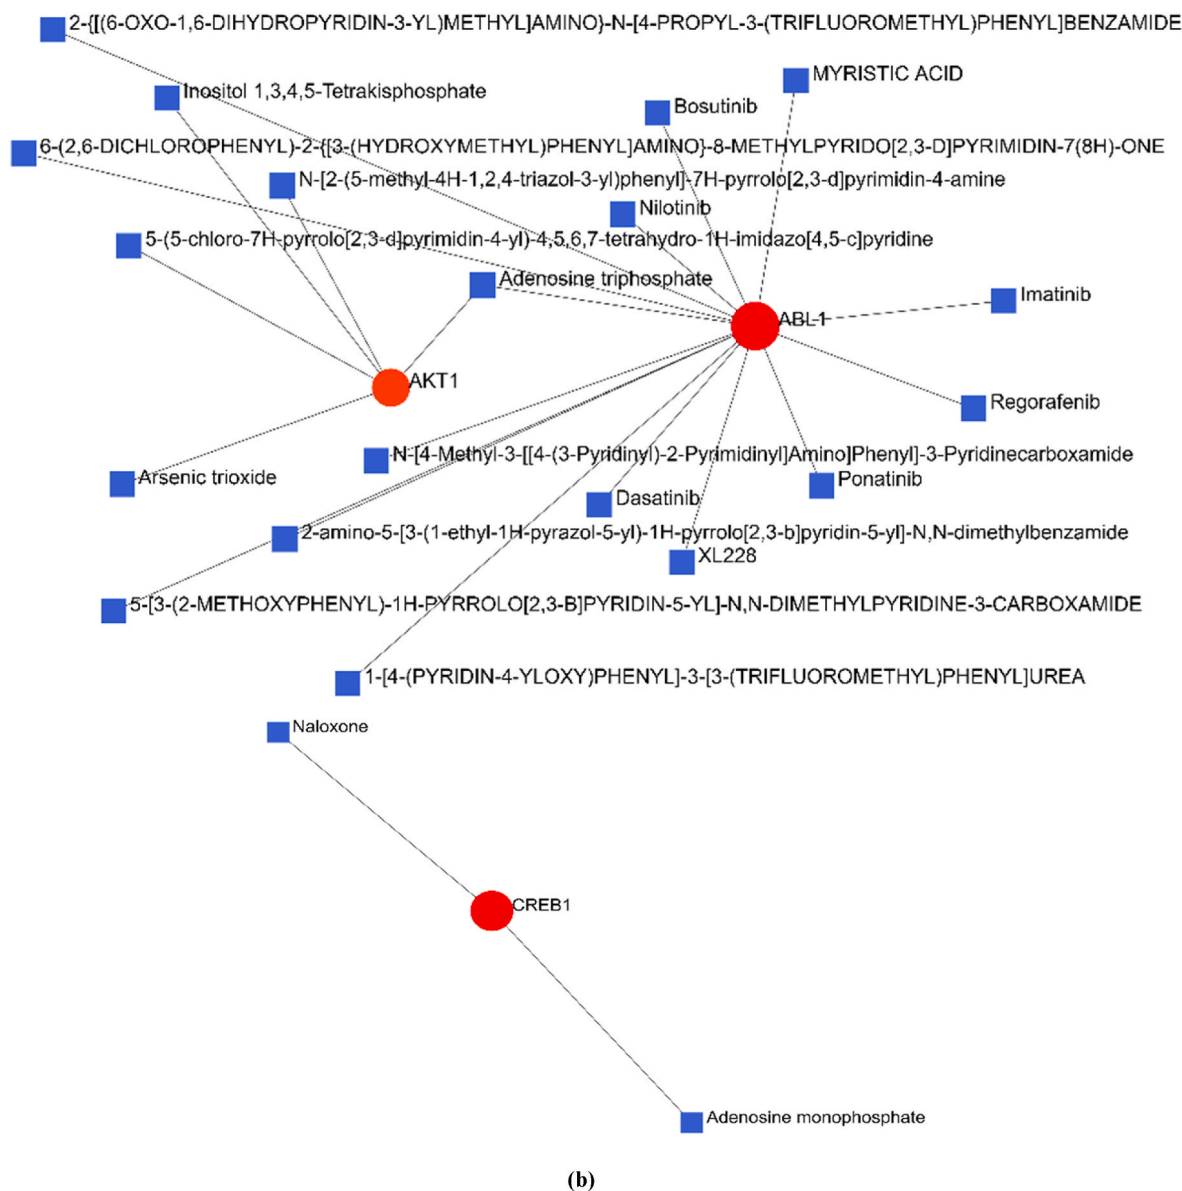 2-{[(6-OXO-1,6-DIHYDROPYRIDIN-3-YL)METHYL]AMINO}-N-[4-PROPYL-3-(TRIFLUOROMETHYL)PHENYL]BENZAMIDE
MYRISTIC ACID
Inositol 1,3,4,5-Tetrakisphosphate
Bosutinib
6-(2,6-DICHLOROPHENYL)-2-{[3-(HYDROXYMETHYL)PHENYL]AMINO}-8-METHYLPYRIDO[2,3-D]PYRIMIDIN-7(8H)-ONE
N-[2-(5-methyl-4H-1,2,4-triazol-3-yl)phenyl]-7H-pyrrolo[2,3-d]pyrimidin-4-amine
Nilotinib
5-(5-chloro-7H-pyrrolo[2,3-d]pyrimidin-4-yl)-4,5,6,7-tetrahydro-1H-imidazo[4,5-c]pyridine
Adenosine triphosphate
Imatinib
ABL1
AKT1
Regorafenib
N-[4-Methyl-3-[[4-(3-Pyridinyl)-2-Pyrimidinyl]Amino]Phenyl]-3-Pyridinecarboxamide
Arsenic trioxide
Ponatinib
Dasatinib
2-amino-5-[3-(1-ethyl-1H-pyrazol-5-yl)-1H-pyrrolo[2,3-b]pyridin-5-yl]-N,N-dimethylbenzamide
XL228
5-[3-(2-METHOXYPHENYL)-1H-PYRROLO[2,3-B]PYRIDIN-5-YL]-N,N-DIMETHYLPYRIDINE-3-CARBOXAMIDE
1-[4-(PYRIDIN-4-YLOXY)PHENYL]-3-[3-(TRIFLUOROMETHYL)PHENYL]UREA
Naloxone
CREB1
Adenosine monophosphate
(b)